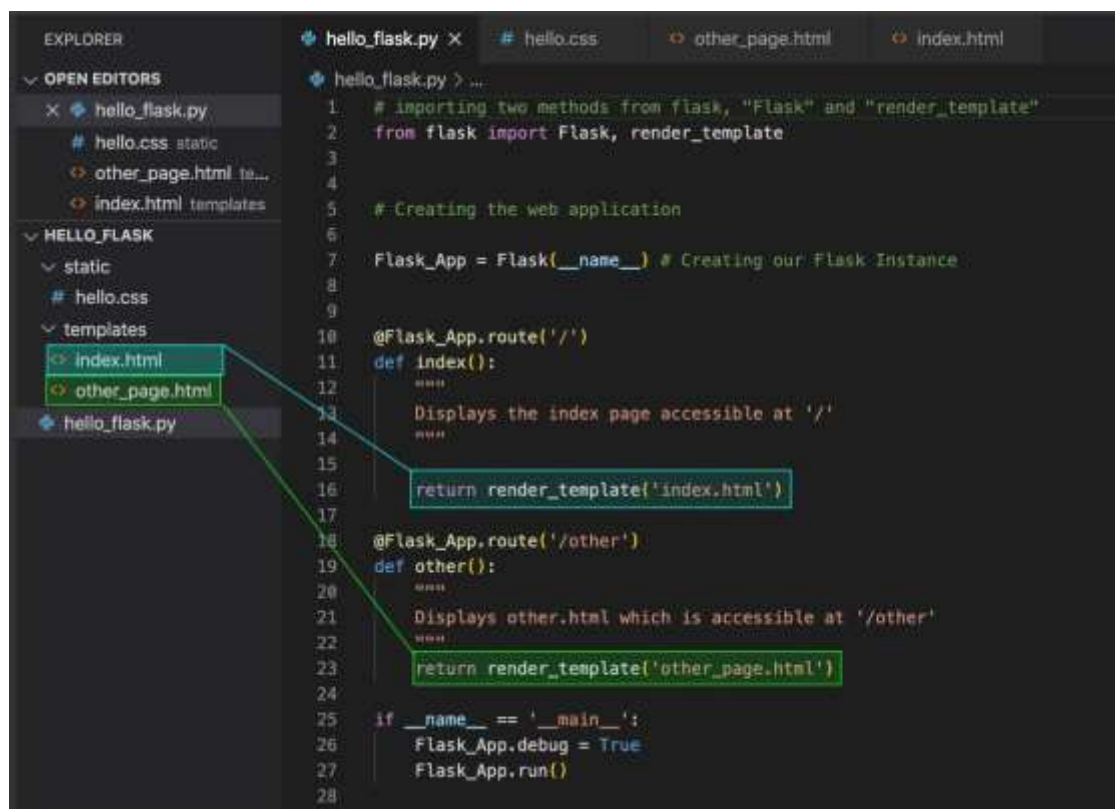 EXPLORER
OPEN EDITORS
hello_flask.py
hello.css static
other_page.html te...
index.html templates
HELLO_FLASK
static
hello.css
templates
index.html
other_page.html
hello_flask.py
hello_flask.py hello.css other_page.html index.html
hello_flask.py > ...
1 # importing two methods from flask, "Flask" and "render_template"
2 from flask import Flask, render_template
3
4
5 # Creating the web application
6
7 Flask_App = Flask(__name__) # Creating our Flask Instance
8
9
10 @Flask_App.route('/')
11 def index():
12 """
13 Displays the index page accessible at '/'
14 """
15
16 return render_template('index.html')
17
18 @Flask_App.route('/other')
19 def other():
20 """
21 Displays other.html which is accessible at '/other'
22 """
23 return render_template('other_page.html')
24
25 if __name__ == '__main__':
26 Flask_App.debug = True
27 Flask_App.run()
28